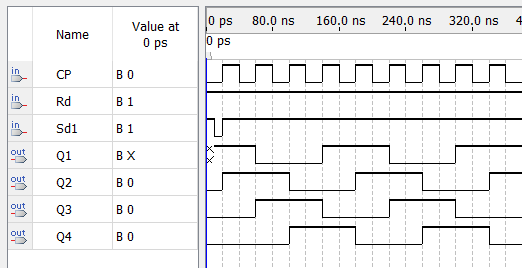 Name
Value at
0 ps
0 ps 80.0 ns 160.0 ns 240.0 ns 320.0 ns
0 ps
in CP B 0
in Rd B 1
in Sd1 B 1
out Q1 B X
out Q2 B 0
out Q3 B 0
out Q4 B 0